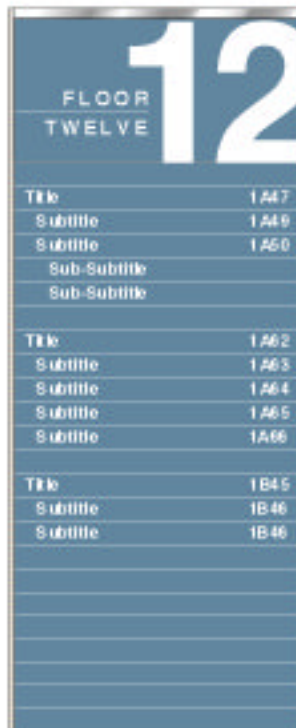 12
FLOOR
TWELVE
Title 1A47
Subtitle 1A49
Subtitle 1A50
Sub-Subtitle
Sub-Subtitle
Title 1A62
Subtitle 1A63
Subtitle 1A64
Subtitle 1A65
Subtitle 1A66
Title 1B45
Subtitle 1B46
Subtitle 1B46